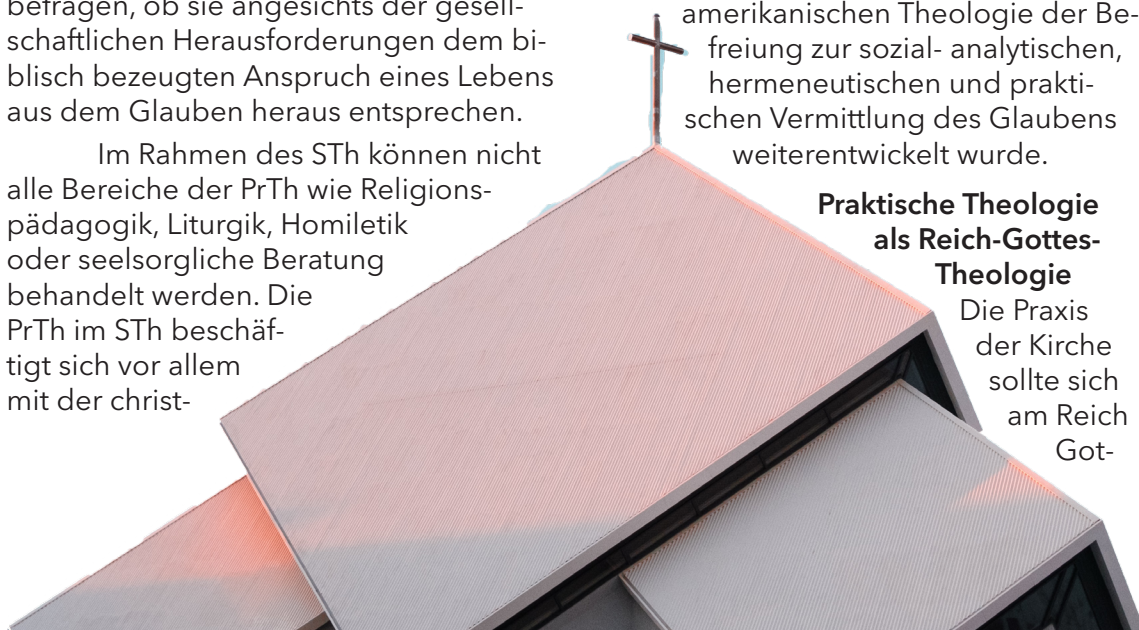 befragen, ob sie angesichts der gesell-
schaftlichen Herausforderungen dem bi-
blisch bezeugten Anspruch eines Lebens
aus dem Glauben heraus entsprechen.
Im Rahmen des STh können nicht
alle Bereiche der PrTh wie Religions-
pädagogik, Liturgik, Homiletik
oder seelsorgliche Beratung
behandelt werden. Die
PrTh im STh beschäf-
tigt sich vor allem
mit der christ-
amerikanischen Theologie der Be-
freiung zur sozial- analytischen,
hermeneutischen und prakti-
schen Vermittlung des Glaubens
weiterentwickelt wurde.
Praktische Theologie
als Reich-Gottes-
Theologie
Die Praxis
der Kirche
sollte sich
am Reich
Got-